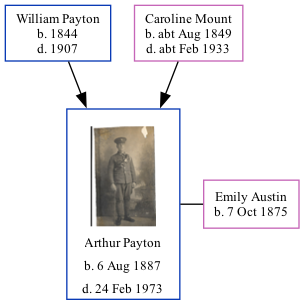 William Payton
b. 1844
d. 1907
Caroline Mount
b. abt Aug 1849
d. abt Feb 1933
Arthur Payton
b. 6 Aug 1887
d. 24 Feb 1973
Emily Austin
b. 7 Oct 1875